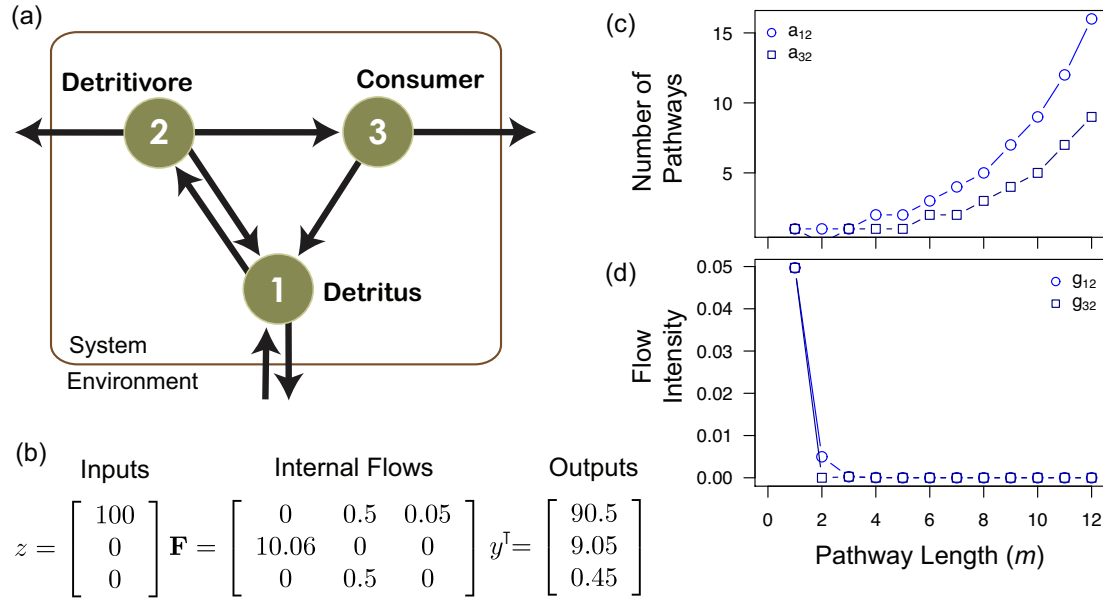 (a)
Detritivore
Consumer
2
3
1
Detritus
System
Environment
(b)
Inputs
Internal Flows
Outputs
z = [ 100 0 0 ] F = [ 0 0.5 0.05 10.06 0 0 0 0.5 0 ] yᵀ= [ 90.5 9.05 0.45 ]
(c)
Number of
Pathways
15
10
5
a₁₂
a₃₂
(d)
Flow
Intensity
0.05
0.04
0.03
0.02
0.01
0.00
g₁₂
g₃₂
0 2 4 6 8 10 12
Pathway Length (m)